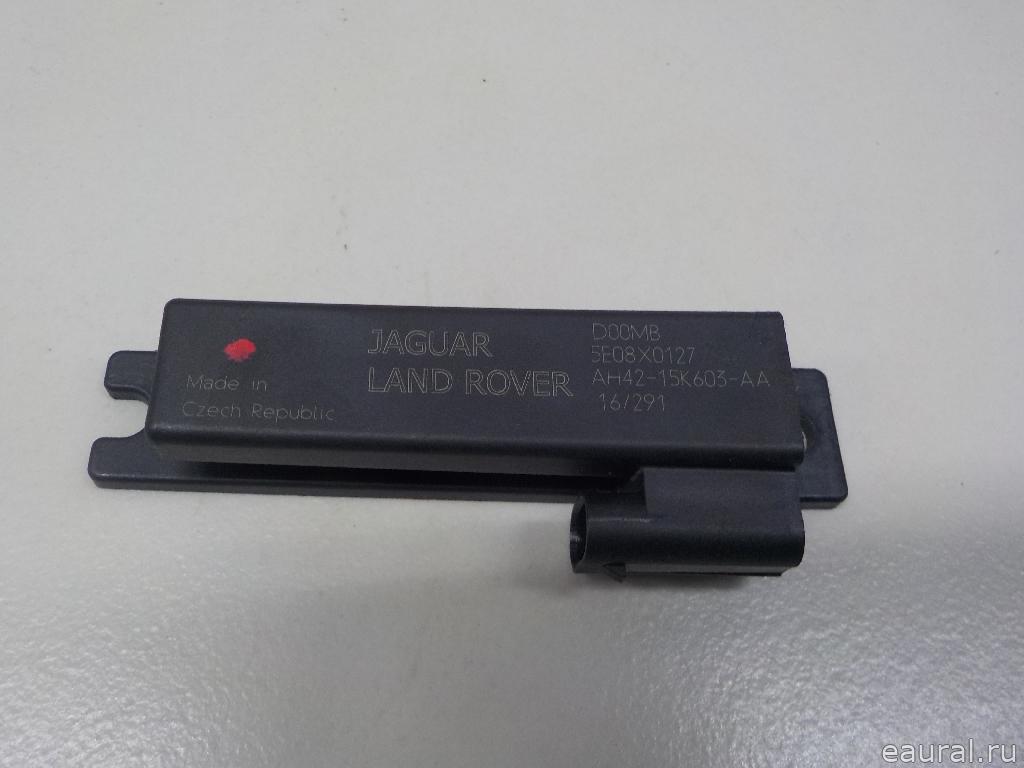 JAGUAR
LAND ROVER
Made in
Czech Republic
D00MB
5E08X0127
AH42-15K603-AA
16/291
eaural.ru